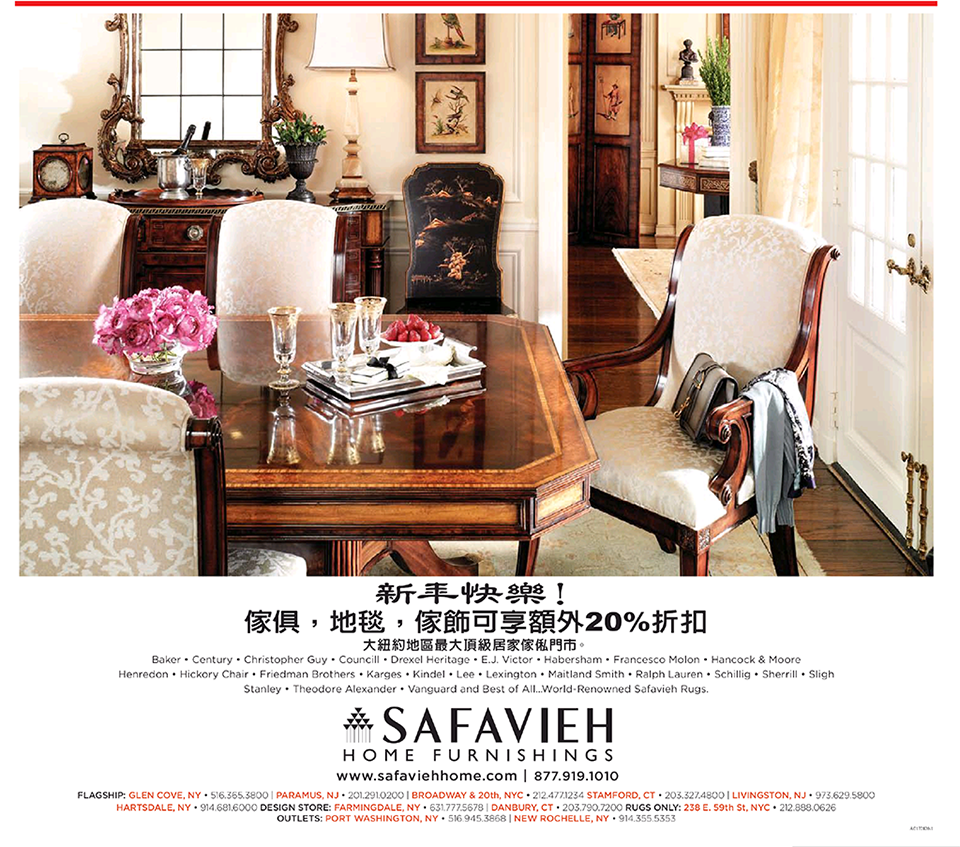 新年快樂！
傢俱，地毯，傢飾可享額外20%折扣
大紐約地區最大頂級居家傢俬門市。
Baker • Century • Christopher Guy • Councill • Drexel Heritage • E.J. Victor • Habersham • Francesco Molon • Hancock & Moore
Henredon • Hickory Chair • Friedman Brothers • Karges • Kindel • Lee • Lexington • Maitland Smith • Ralph Lauren • Schillig • Sherrill • Sligh
Stanley • Theodore Alexander • Vanguard and Best of All...World-Renowned Safavieh Rugs.
SAFAVIEH
HOME FURNISHINGS
www.safaviehhome.com | 877.919.1010
FLAGSHIP: GLEN COVE, NY • 516.365.3800 | PARAMUS, NJ • 201.291.0200 | BROADWAY & 20th, NYC • 212.477.1234 STAMFORD, CT • 203.327.4800 | LIVINGSTON, NJ • 973.629.5800
HARTSDALE, NY • 914.681.6000 DESIGN STORE: FARMINGDALE, NY • 631.777.5678 | DANBURY, CT • 203.790.7200 RUGS ONLY: 238 E. 59th St, NYC • 212.888.0626
OUTLETS: PORT WASHINGTON, NY • 516.945.3868 | NEW ROCHELLE, NY • 914.355.5353